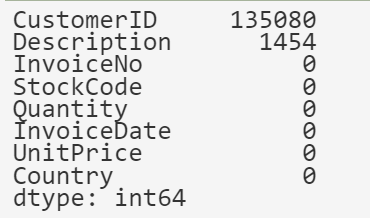 CustomerID     135080
Description      1454
InvoiceNo           0
StockCode           0
Quantity            0
InvoiceDate         0
UnitPrice           0
Country             0
dtype: int64